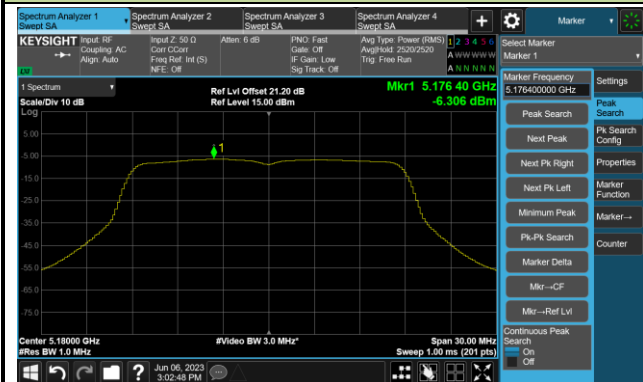 Spectrum Analyzer 1
Swept SA
Spectrum Analyzer 2
Swept SA
Spectrum Analyzer 3
Swept SA
Spectrum Analyzer 4
Swept SA
+
Marker
KEYSIGHT
Input: RF
Coupling: AC
Align: Auto
Input Z: 50 Ω
Corr CCorr
Freq Ref: Int (S)
NFE: Off
Atten: 6 dB
PNO: Fast
Gate: Off
IF Gain: Low
Sig Track: Off
Avg Type: Power (RMS)
Avg|Hold: 2520/2520
Trig: Free Run
1 2 3 4 5 6
A W W W W W
A N N N N N
Select Marker
Marker 1
1 Spectrum
Scale/Div 10 dB
Ref Lvl Offset 21.20 dB
Ref Level 15.00 dBm
Mkr1 5.176 40 GHz
-6.306 dBm
Log
5.00
-5.00
-15.0
-25.0
-35.0
-45.0
-55.0
-65.0
-75.0
1
Center 5.18000 GHz
#Res BW 1.0 MHz
#Video BW 3.0 MHz*
Span 30.00 MHz
Sweep 1.00 ms (201 pts)
Marker Frequency
5.176400000 GHz
Peak Search
Next Peak
Next Pk Right
Next Pk Left
Minimum Peak
Pk-Pk Search
Marker Delta
Mkr→CF
Mkr→Ref Lvl
Continuous Peak
Search
On
Off
Settings
Peak
Search
Pk Search
Config
Properties
Marker
Function
Marker→
Counter
?
Jun 06, 2023
3:02:48 PM